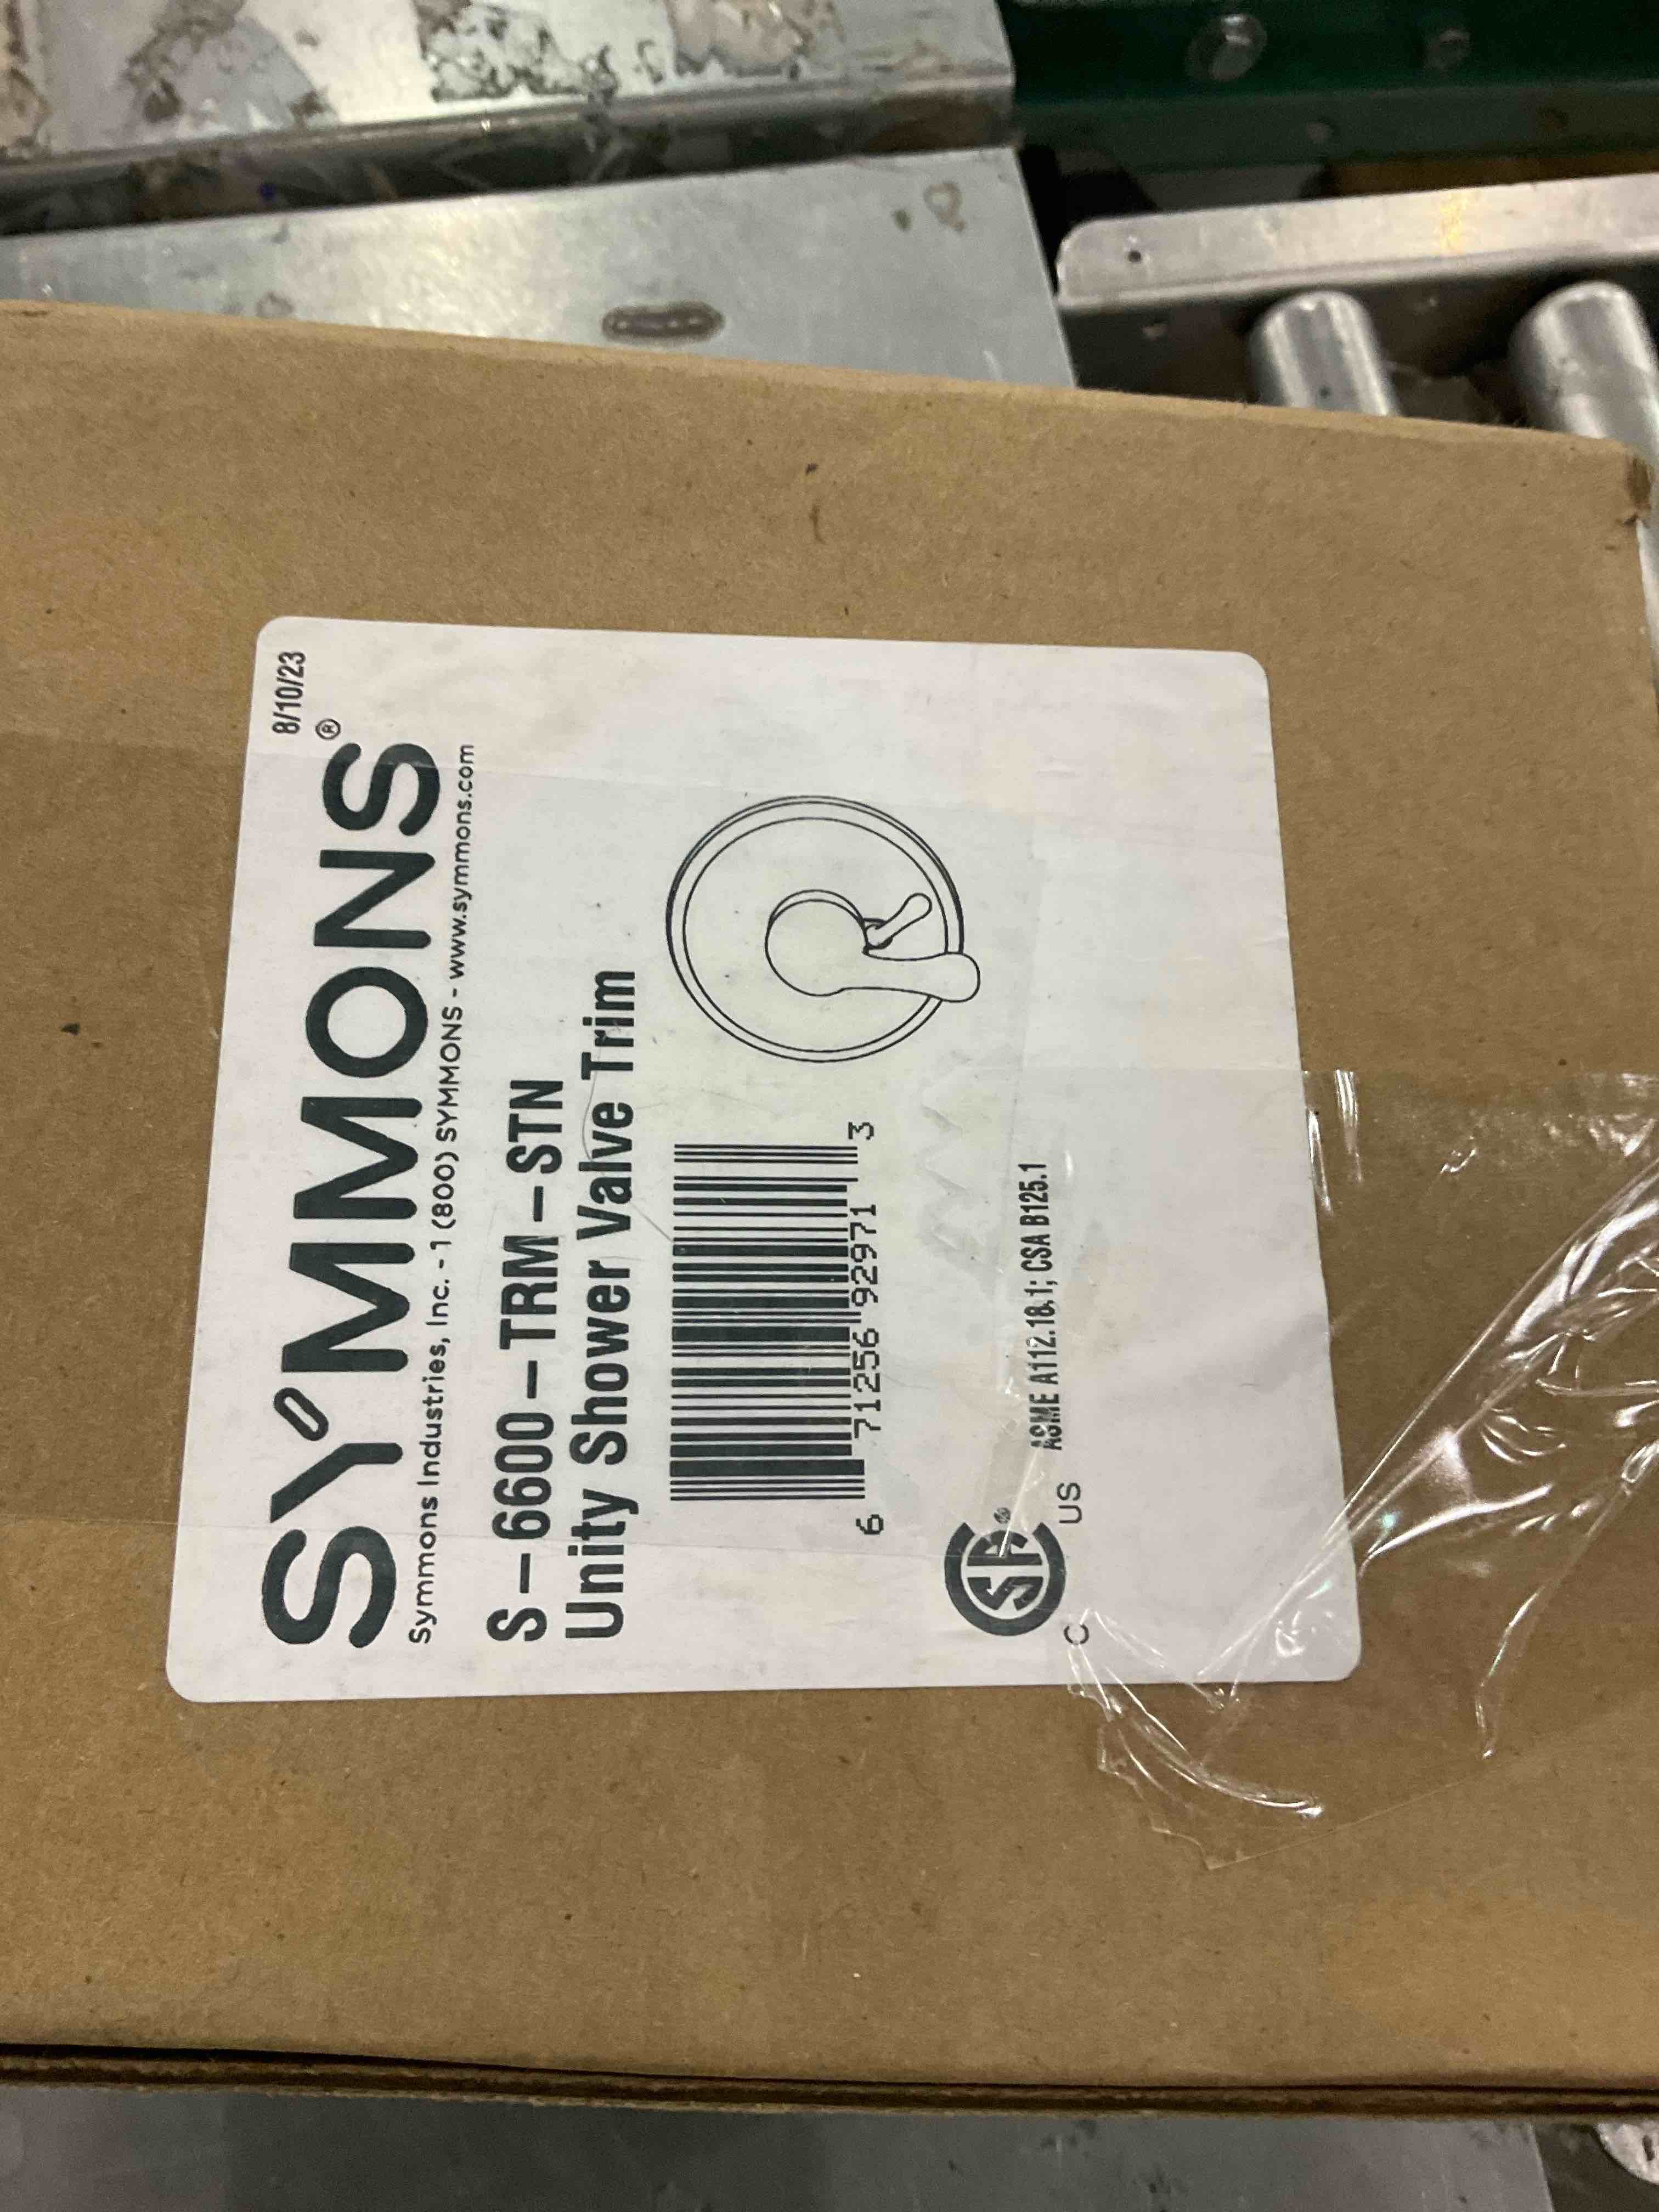 8/10/23
SYMMONS®
Symmons Industries, Inc. - 1 (800) SYMMONS - www.symmons.com
S-6600-TRM-STN
Unity Shower Valve Trim
6 71256 92971 3
SA®
C US
ASME A112.18.1; CSA B125.1